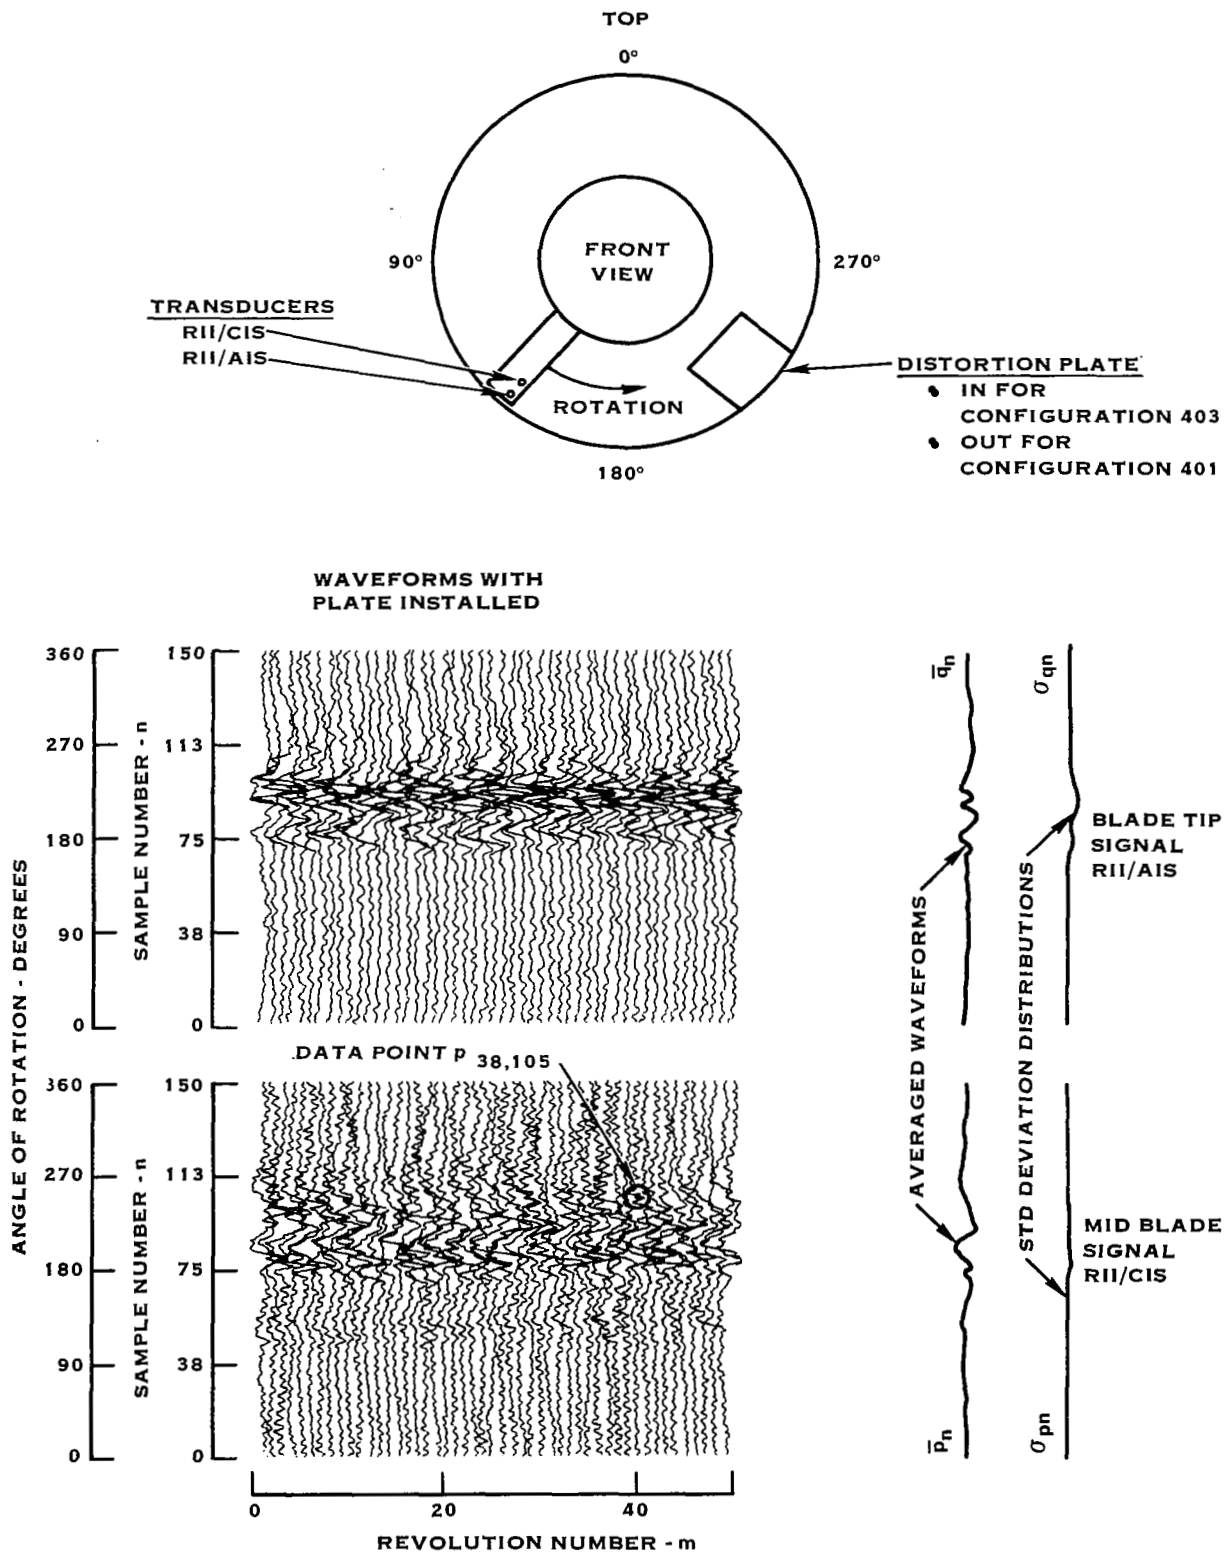 TOP
0°
FRONT
VIEW
90°
270°
TRANSDUCERS
RII/CIS
RII/AIS
ROTATION
180°
DISTORTION PLATE
• IN FOR
CONFIGURATION 403
• OUT FOR
CONFIGURATION 401
WAVEFORMS WITH
PLATE INSTALLED
ANGLE OF ROTATION - DEGREES
360
270
180
90
0
SAMPLE NUMBER - n
150
113
75
38
0
DATA POINT p 38,105
360
270
180
90
0
SAMPLE NUMBER - n
150
113
75
38
0
0 20 40
REVOLUTION NUMBER - m
q̄n
σqn
AVERAGED WAVEFORMS
STD DEVIATION DISTRIBUTIONS
BLADE TIP
SIGNAL
RII/AIS
MID BLADE
SIGNAL
RII/CIS
p̄n
σpn